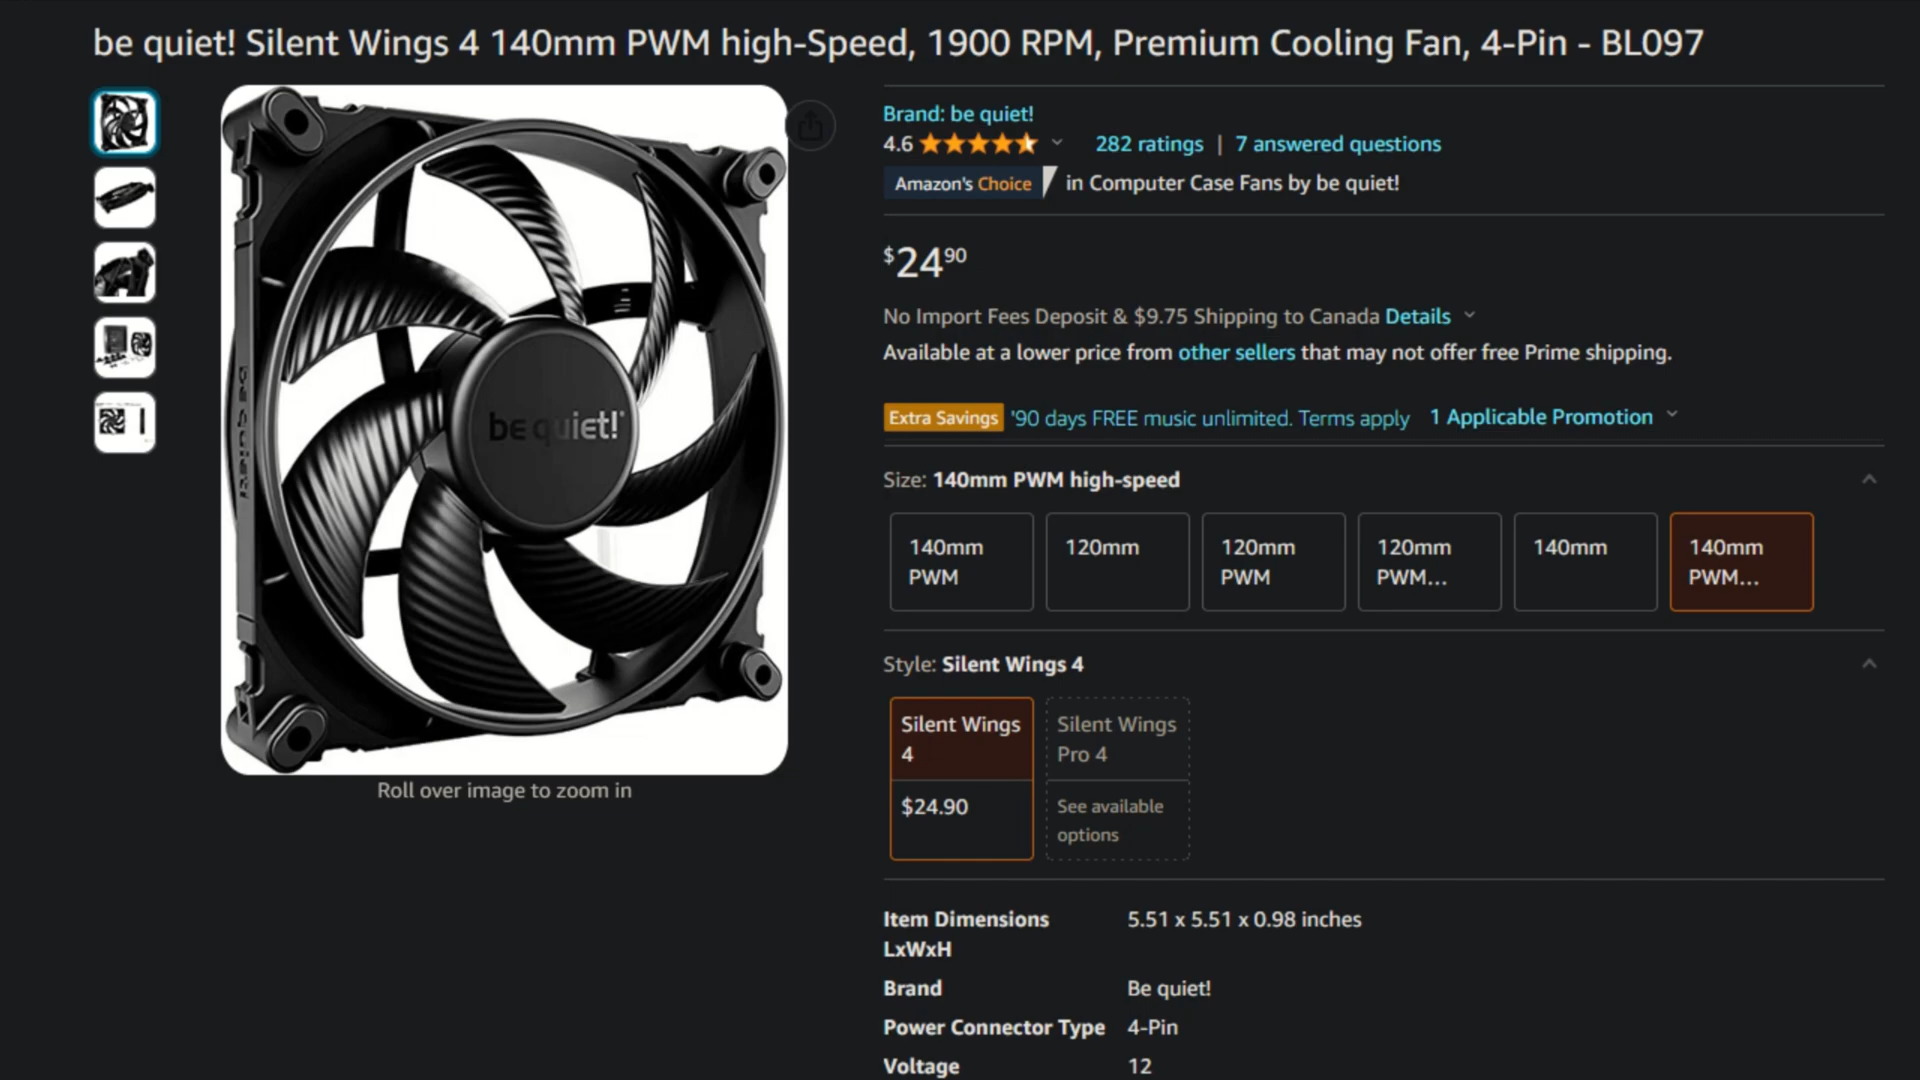 be quiet! Silent Wings 4 140mm PWM high-Speed, 1900 RPM, Premium Cooling Fan, 4-Pin - BL097
be quiet!
be quiet!
Roll over image to zoom in
Brand: be quiet!
4.6 282 ratings | 7 answered questions
Amazon's Choice in Computer Case Fans by be quiet!
$24 90
No Import Fees Deposit & $9.75 Shipping to Canada Details
Available at a lower price from other sellers that may not offer free Prime shipping.
Extra Savings '90 days FREE music unlimited. Terms apply 1 Applicable Promotion
Size: 140mm PWM high-speed
140mm PWM
120mm
120mm PWM
120mm PWM...
140mm
140mm PWM...
Style: Silent Wings 4
Silent Wings 4
$24.90
Silent Wings Pro 4
See available options
Item Dimensions LxWxH 5.51 x 5.51 x 0.98 inches
Brand Be quiet!
Power Connector Type 4-Pin
Voltage 12